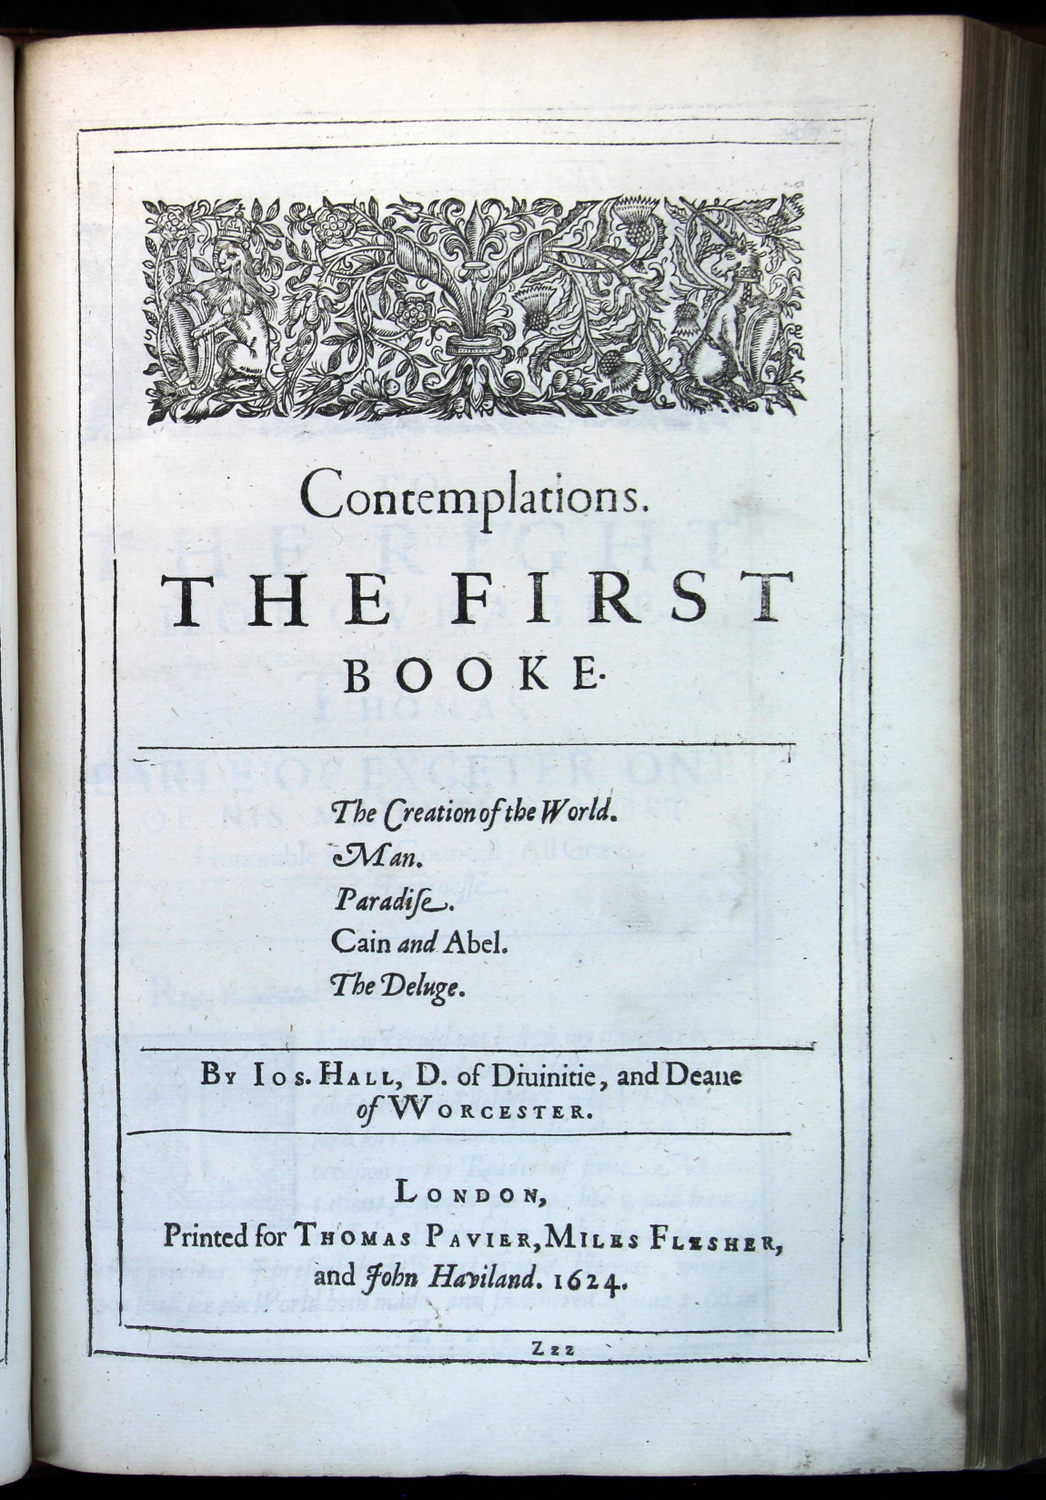 Contemplations.
THE FIRST
BOOKE.
The Creation of the World.
Man.
Paradiſe.
Cain and Abel.
The Deluge.
By Ios. Hall, D. of Diuinitie, and Deane
of Worcester.
London,
Printed for Thomas Pavier, Miles Flesher,
and John Haviland. 1624.
Zzz